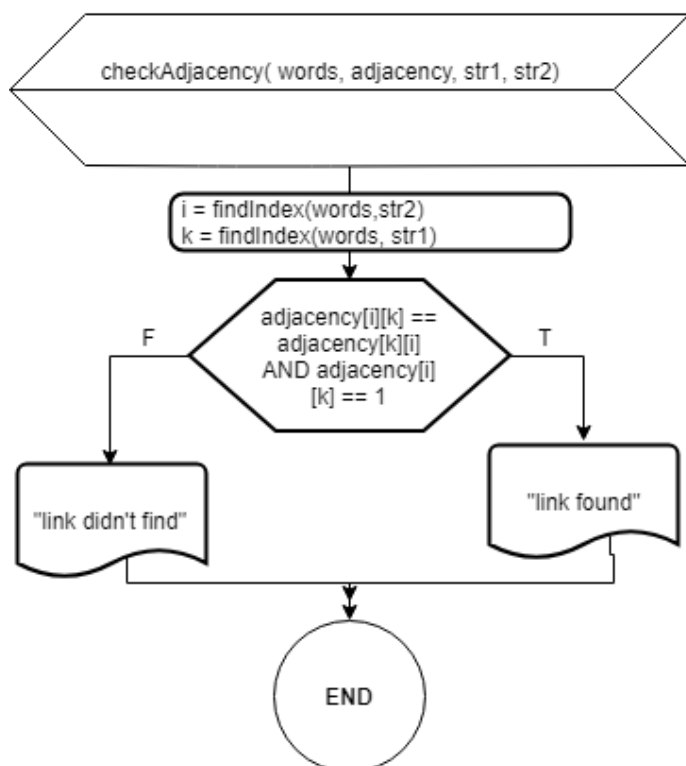 checkAdjacency( words, adjacency, str1, str2)
i = findIndex(words,str2)
k = findIndex(words, str1)
adjacency[i][k] ==
adjacency[k][i]
AND adjacency[i]
[k] == 1
F
T
"link didn't find"
"link found"
END